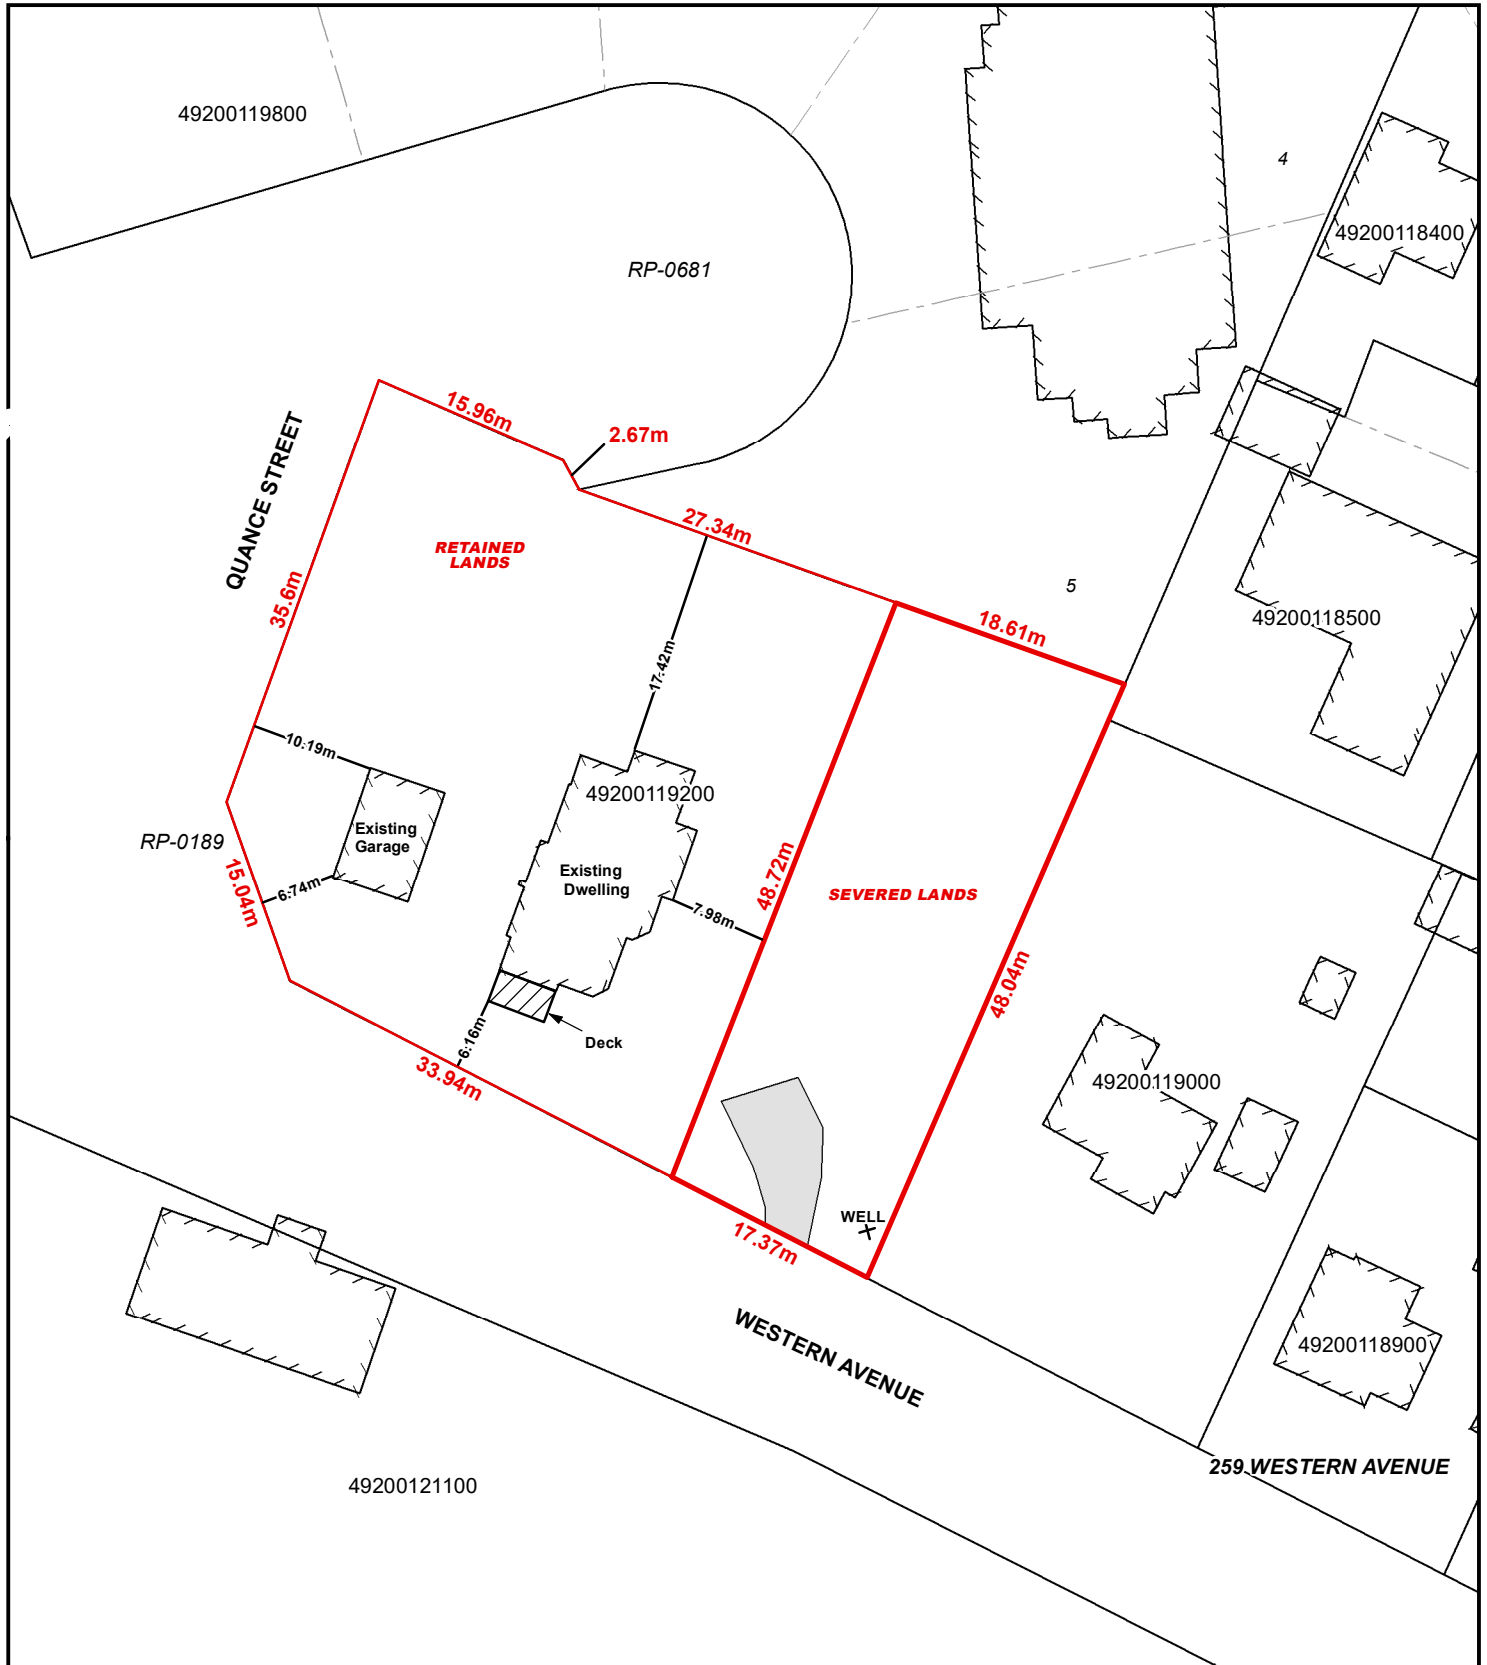 49200119800
4
49200118400
RP-0681
15.96m
2.67m
QUANCE STREET
27.34m
RETAINED
LANDS
35.6m
5
18.61m
49200118500
17.42m
10.19m
49200119200
Existing
Garage
RP-0189
15.04m
6.74m
Existing
Dwelling
48.72m
SEVERED LANDS
7.98m
48.04m
6.16m
Deck
33.94m
49200119000
WELL
17.37m
WESTERN AVENUE
49200118900
259 WESTERN AVENUE
49200121100